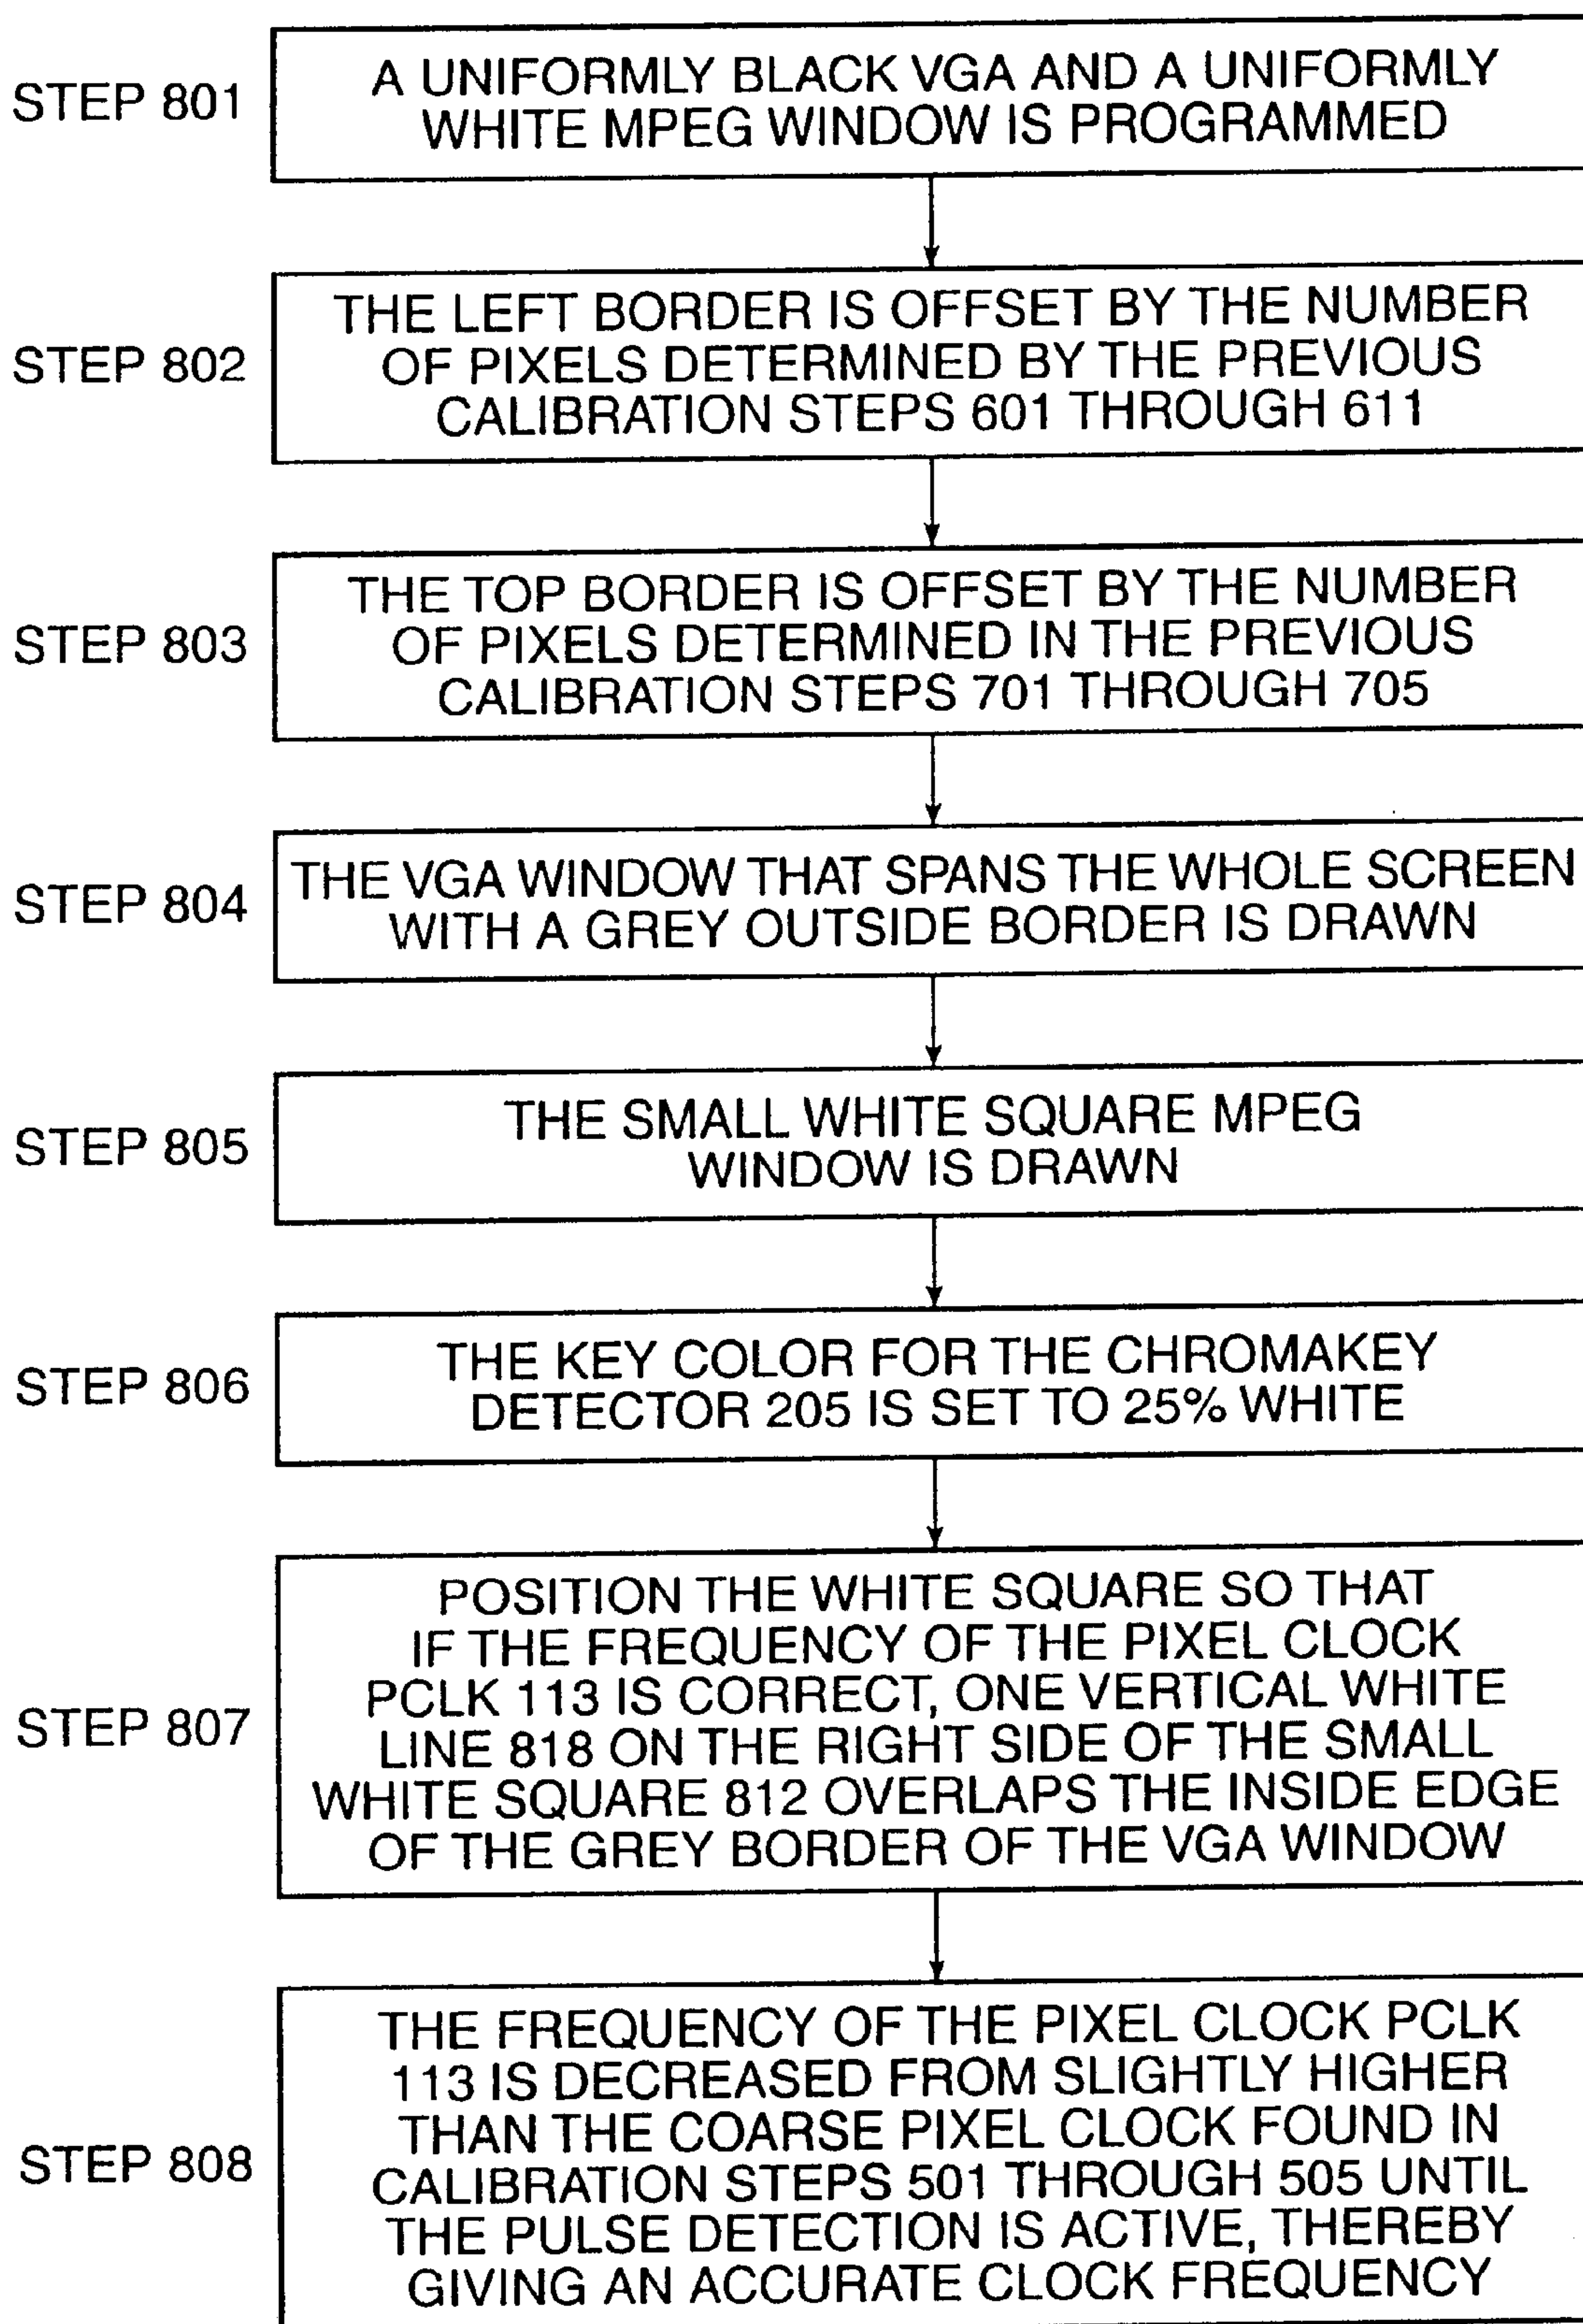 STEP 801
A UNIFORMLY BLACK VGA AND A UNIFORMLY
WHITE MPEG WINDOW IS PROGRAMMED
STEP 802
THE LEFT BORDER IS OFFSET BY THE NUMBER
OF PIXELS DETERMINED BY THE PREVIOUS
CALIBRATION STEPS 601 THROUGH 611
STEP 803
THE TOP BORDER IS OFFSET BY THE NUMBER
OF PIXELS DETERMINED IN THE PREVIOUS
CALIBRATION STEPS 701 THROUGH 705
STEP 804
THE VGA WINDOW THAT SPANS THE WHOLE SCREEN
WITH A GREY OUTSIDE BORDER IS DRAWN
STEP 805
THE SMALL WHITE SQUARE MPEG
WINDOW IS DRAWN
STEP 806
THE KEY COLOR FOR THE CHROMAKEY
DETECTOR 205 IS SET TO 25% WHITE
STEP 807
POSITION THE WHITE SQUARE SO THAT
IF THE FREQUENCY OF THE PIXEL CLOCK
PCLK 113 IS CORRECT, ONE VERTICAL WHITE
LINE 818 ON THE RIGHT SIDE OF THE SMALL
WHITE SQUARE 812 OVERLAPS THE INSIDE EDGE
OF THE GREY BORDER OF THE VGA WINDOW
STEP 808
THE FREQUENCY OF THE PIXEL CLOCK PCLK
113 IS DECREASED FROM SLIGHTLY HIGHER
THAN THE COARSE PIXEL CLOCK FOUND IN
CALIBRATION STEPS 501 THROUGH 505 UNTIL
THE PULSE DETECTION IS ACTIVE, THEREBY
GIVING AN ACCURATE CLOCK FREQUENCY